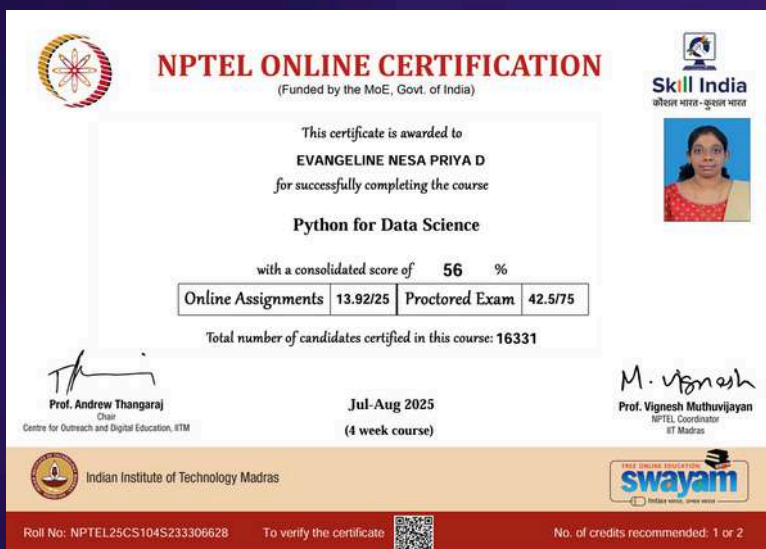 NPTEL ONLINE CERTIFICATION
(Funded by the MoE, Govt. of India)
Skill India
कौशल भारत - कुशल भारत
This certificate is awarded to
EVANGELINE NESA PRIYA D
for successfully completing the course
Python for Data Science
with a consolidated score of 56 %
Online Assignments 13.92/25 Proctored Exam 42.5/75
Total number of candidates certified in this course: 16331
Prof. Andrew Thangaraj
Chair
Centre for Outreach and Digital Education, IITM
Jul-Aug 2025
(4 week course)
M. Vignesh
Prof. Vignesh Muthuvijayan
NPTEL Coordinator
IIT Madras
Indian Institute of Technology Madras
FREE ONLINE EDUCATION
swayam
शिक्षित भारत, उन्नत भारत
Roll No: NPTEL25CS104S233306628 To verify the certificate No. of credits recommended: 1 or 2